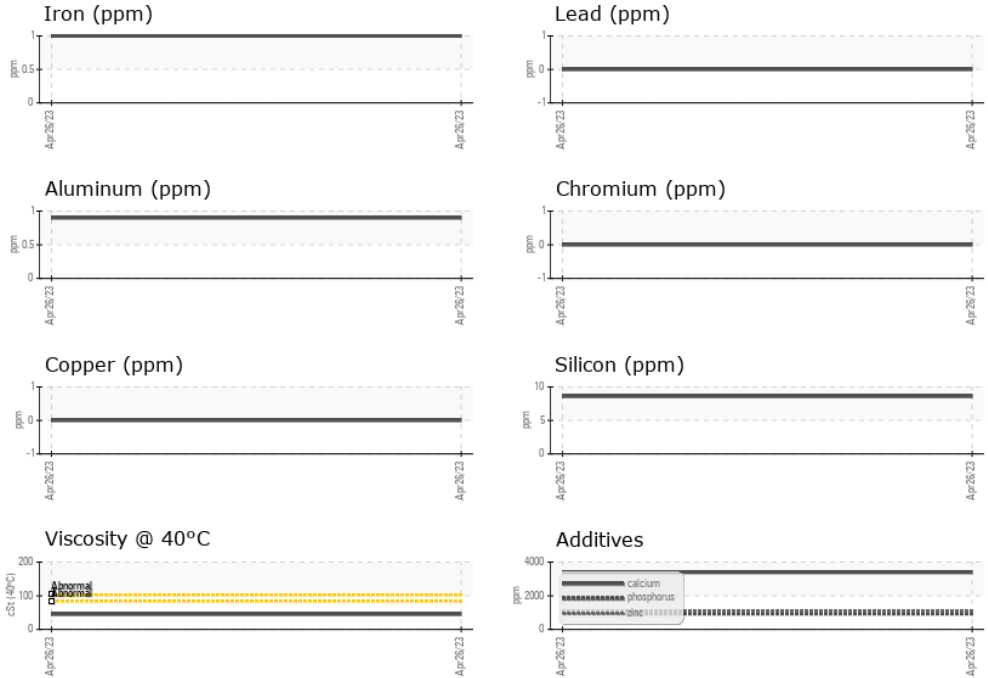 Iron (ppm)
1
0.5
0
ppm
Apr26/23
Apr26/23
Lead (ppm)
1
0
-1
ppm
Apr26/23
Apr26/23
Aluminum (ppm)
1
0.5
0
ppm
Apr26/23
Apr26/23
Chromium (ppm)
1
0
-1
ppm
Apr26/23
Apr26/23
Copper (ppm)
1
0
-1
ppm
Apr26/23
Apr26/23
Silicon (ppm)
10
5
0
ppm
Apr26/23
Apr26/23
Viscosity @ 40°C
200
100
0
cSt (40°C)
Abnormal
Abnormal
Apr26/23
Apr26/23
Additives
4000
2000
0
ppm
calcium
phosphorus
zinc
Apr26/23
Apr26/23